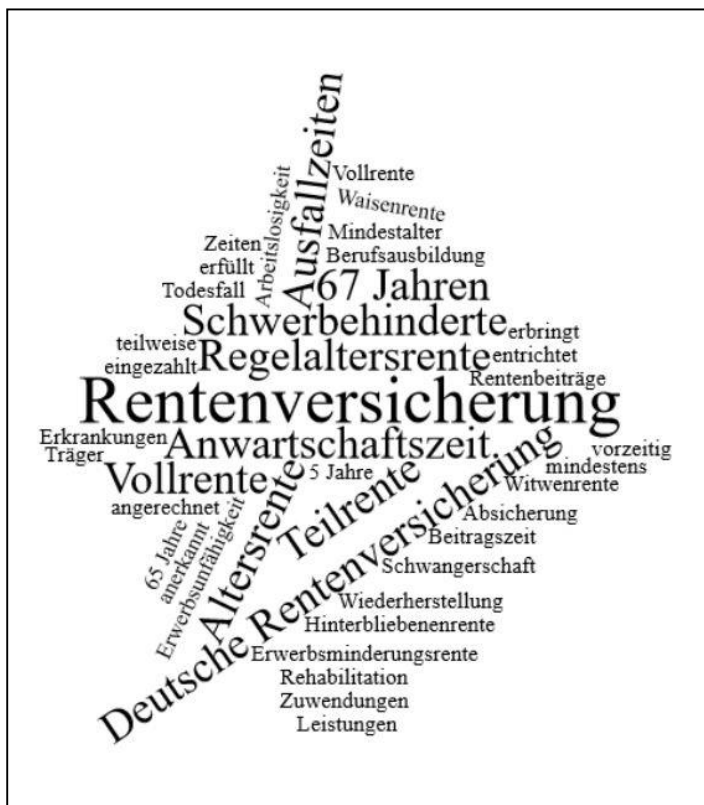 Ausfallzeiten
Arbeitslosigkeit
Vollrente
Waisenrente
Mindestalter
Berufsausbildung
Zeiten
erfüllt
Todesfall
67 Jahren
Schwerbehinderte
erbringt
teilweise
eingezahlt
Regelaltersrente
entrichtet
Rentenbeiträge
Rentenversicherung
Erkrankungen
Träger
Anwartschaftszeit
vorzeitig
mindestens
Witwenrente
Vollrente
5 Jahre
angerechnet
Teilrente
Altersrente
65 Jahre
anerkannt
Erwerbsunfähigkeit
Deutsche Rentenversicherung
Absicherung
Beitragszeit
Schwangerschaft
Wiederherstellung
Hinterbliebenenrente
Erwerbsminderungsrente
Rehabilitation
Zuwendungen
Leistungen